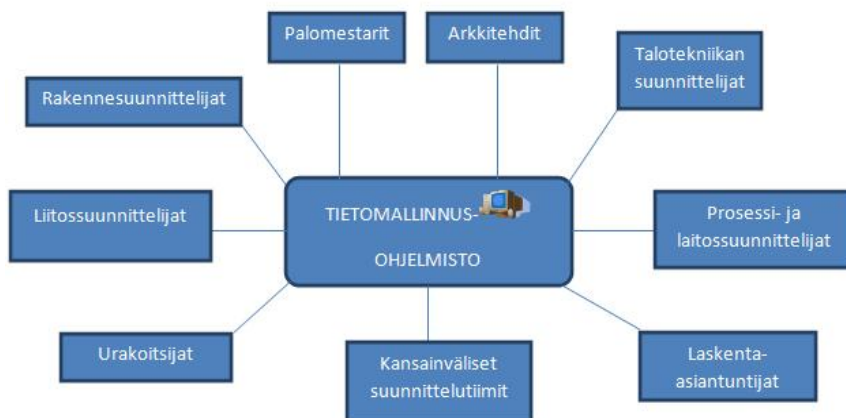 Palomestarit
Arkkitehdit
Talotekniikan
suunnittelijat
Rakennesuunnittelijat
Liitossuunnittelijat
TIETOMALLINNUS-
OHJELMISTO
Prosessi- ja
laitossuunnittelijat
Urakoitsijat
Kansainväliset
suunnittelutiimit
Laskenta-
asiantuntijat